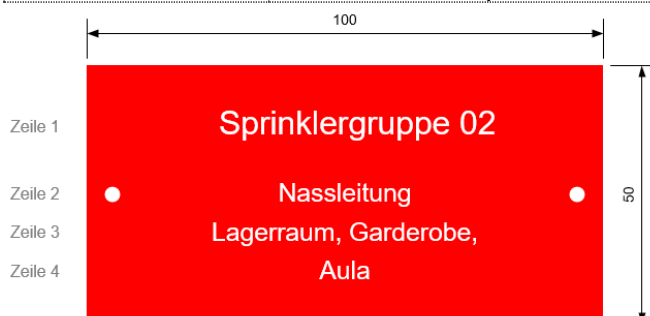 100
Zeile 1 Sprinklergruppe 02
Zeile 2 Nassleitung
50
Zeile 3 Lagerraum, Garderobe,
Zeile 4 Aula